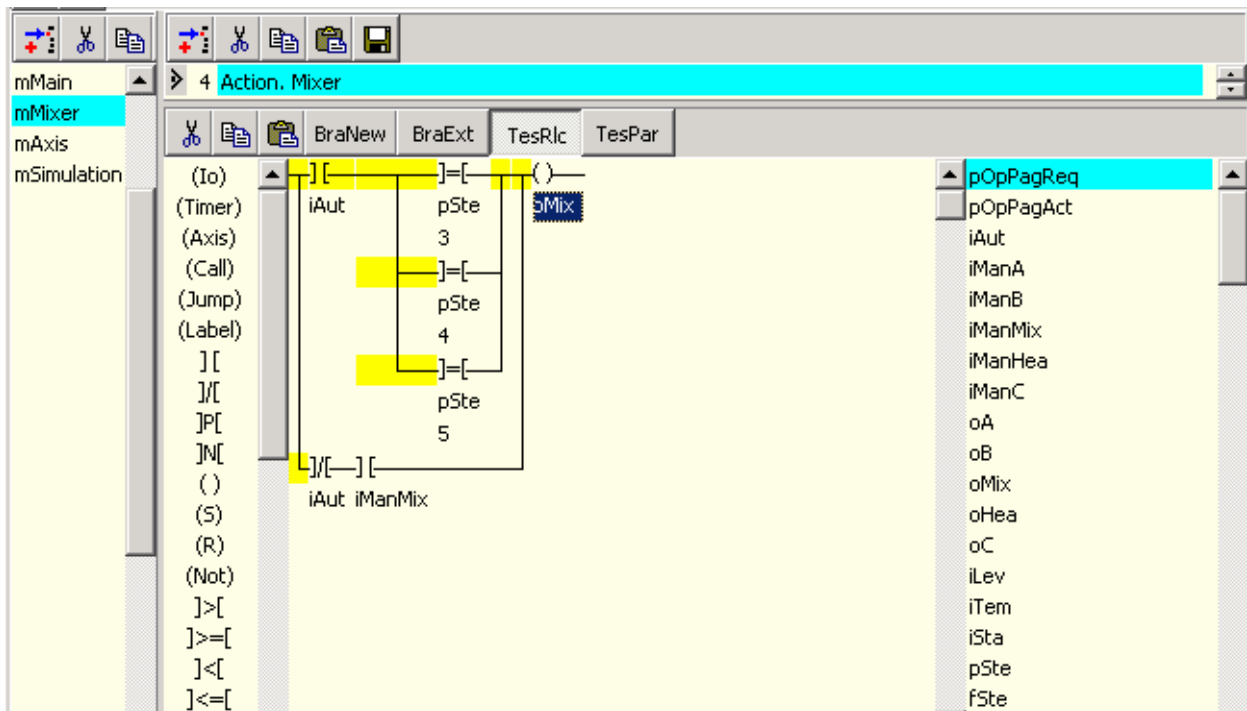 mMain
mMixer
mAxis
mSimulation
4 Action. Mixer
BraNew BraExt TesRlc TesPar
(Io)
(Timer)
(Axis)
(Call)
(Jump)
(Label)
] [
]/[
]P[
]N[
( )
(S)
(R)
(Not)
]>[
]>=[
]<[
]<=[
] [ ]=[ ( )
iAut pSte oMix
3
]=[
pSte
4
]=[
pSte
5
]/[ ] [
iAut iManMix
pOpPagReq
pOpPagAct
iAut
iManA
iManB
iManMix
iManHea
iManC
oA
oB
oMix
oHea
oC
iLev
iTem
iSta
pSte
fSte